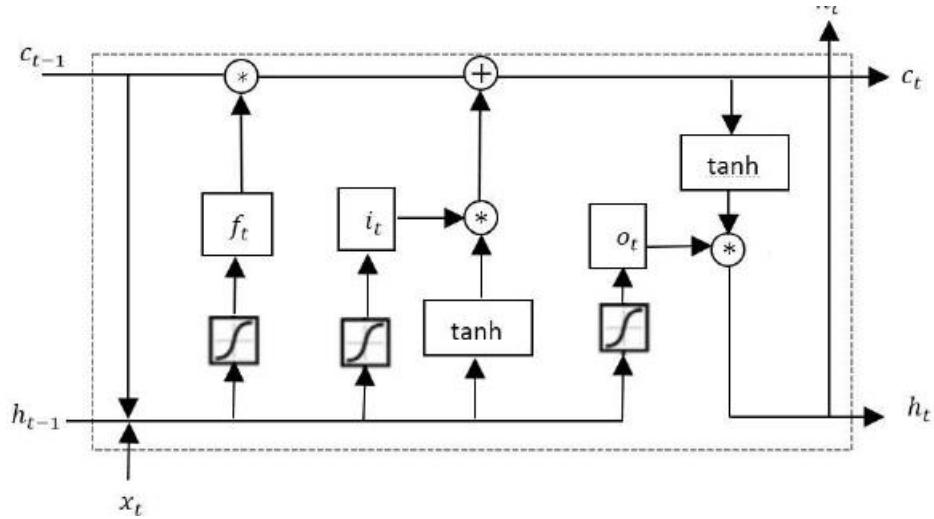 c_{t-1}
*
+
c_t
tanh
f_t
i_t
*
o_t
*
tanh
h_{t-1}
h_t
x_t